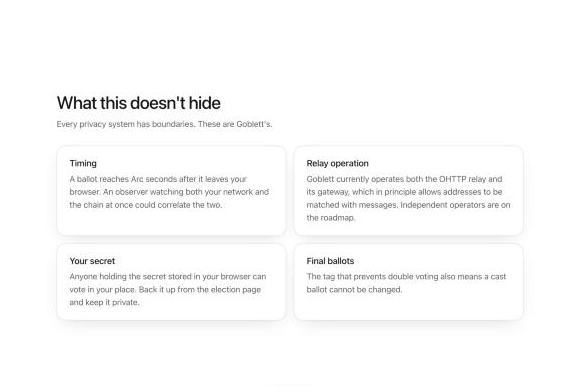 What this doesn't hide
Every privacy system has boundaries. These are Goblett's.
Timing
A ballot reaches Arc seconds after it leaves your
browser. An observer watching both your network and
the chain at once could correlate the two.
Relay operation
Goblett currently operates both the OHTTP relay and
its gateway, which in principle allows addresses to be
matched with messages. Independent operators are on
the roadmap.
Your secret
Anyone holding the secret stored in your browser can
vote in your place. Back it up from the election page
and keep it private.
Final ballots
The tag that prevents double voting also means a cast
ballot cannot be changed.